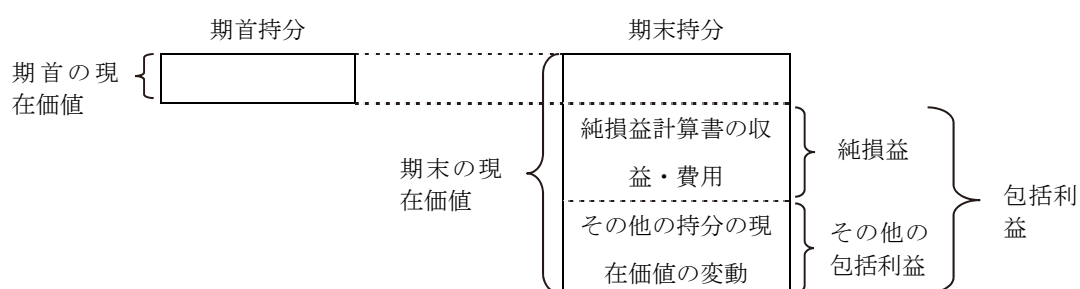 期首持分
期末持分
期首の現
在価値
純損益計算書の収
益・費用
純損益
期末の現
在価値
包括利
益
その他の持分の現
在価値の変動
その他の
包括利益